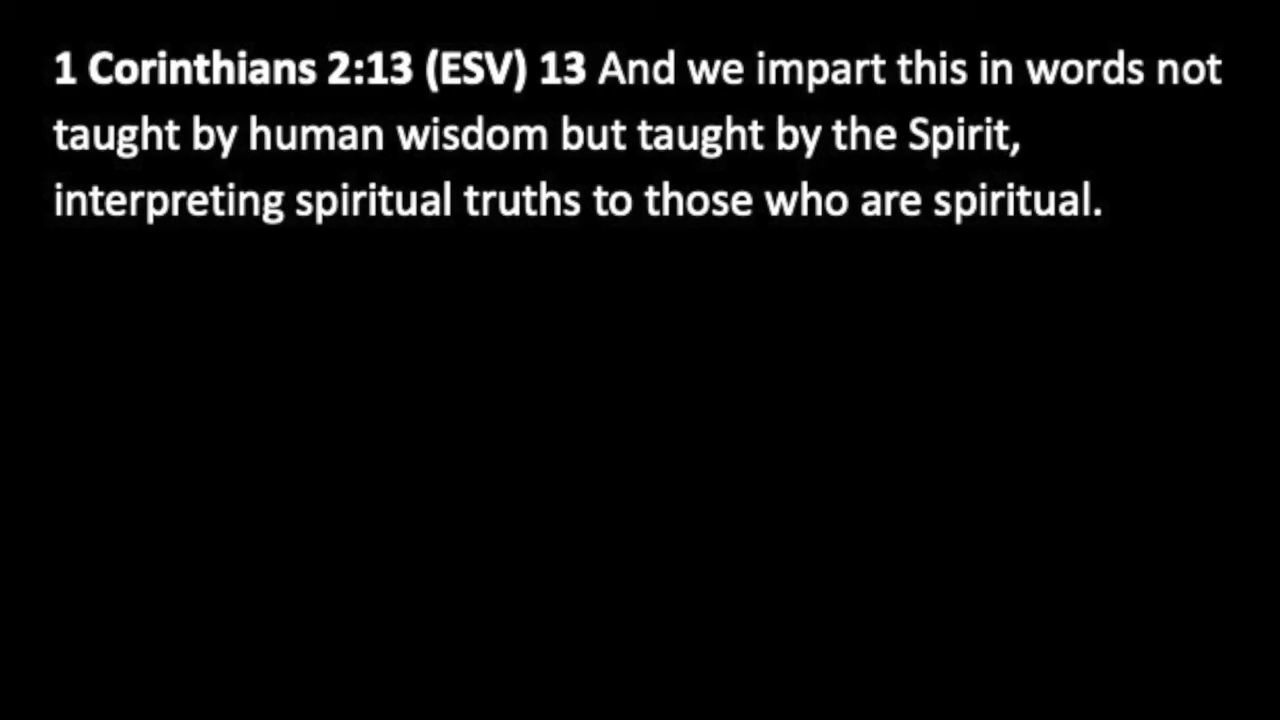 1 Corinthians 2:13 (ESV) 13 And we impart this in words not
taught by human wisdom but taught by the Spirit,
interpreting spiritual truths to those who are spiritual.